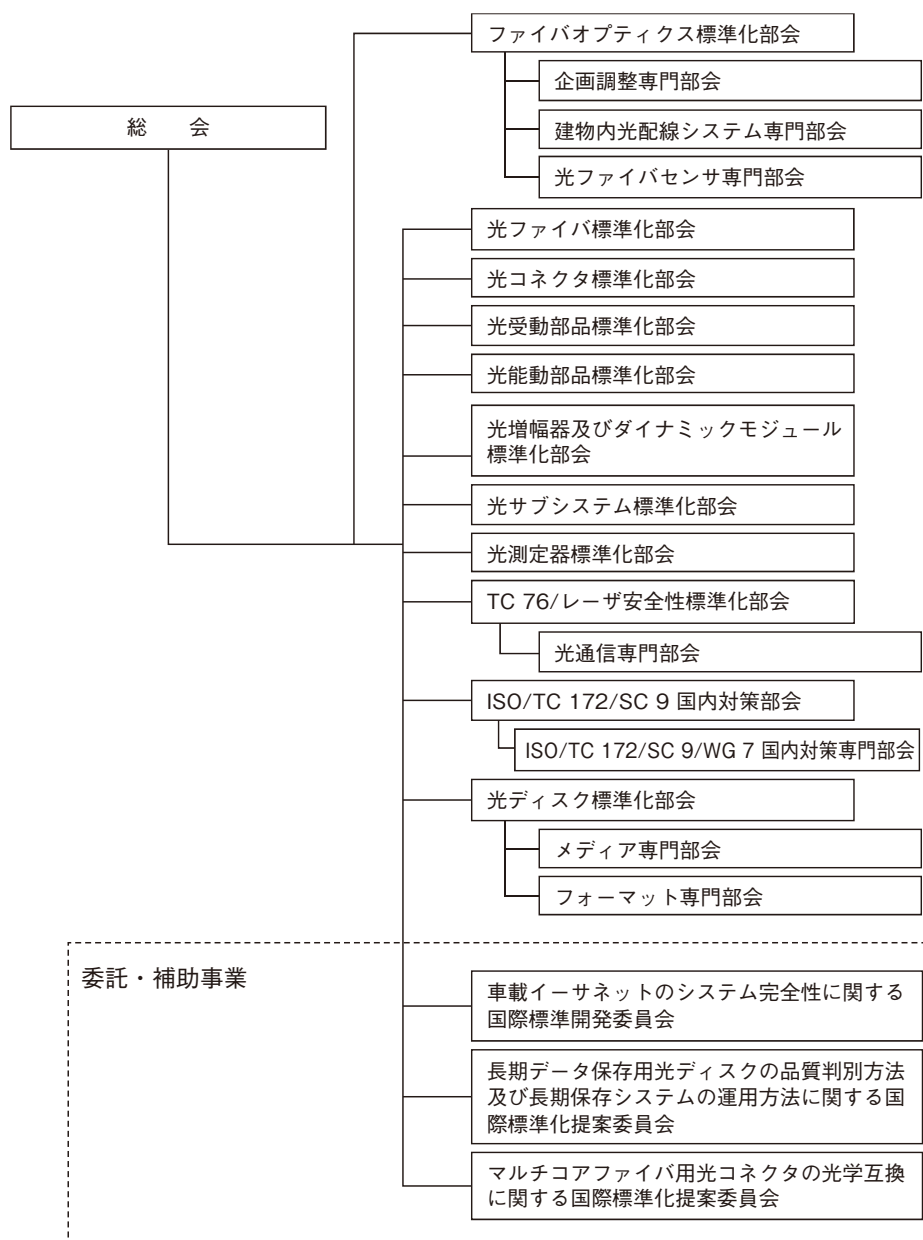 ファイバオプティクス標準化部会
企画調整専門部会
総　会
建物内光配線システム専門部会
光ファイバセンサ専門部会
光ファイバ標準化部会
光コネクタ標準化部会
光受動部品標準化部会
光能動部品標準化部会
光増幅器及びダイナミックモジュール
標準化部会
光サブシステム標準化部会
光測定器標準化部会
TC 76/レーザ安全性標準化部会
光通信専門部会
ISO/TC 172/SC 9 国内対策部会
ISO/TC 172/SC 9/WG 7 国内対策専門部会
光ディスク標準化部会
メディア専門部会
フォーマット専門部会
委託・補助事業
車載イーサネットのシステム完全性に関する
国際標準開発委員会
長期データ保存用光ディスクの品質判別方法
及び長期保存システムの運用方法に関する国
際標準化提案委員会
マルチコアファイバ用光コネクタの光学互換
に関する国際標準化提案委員会